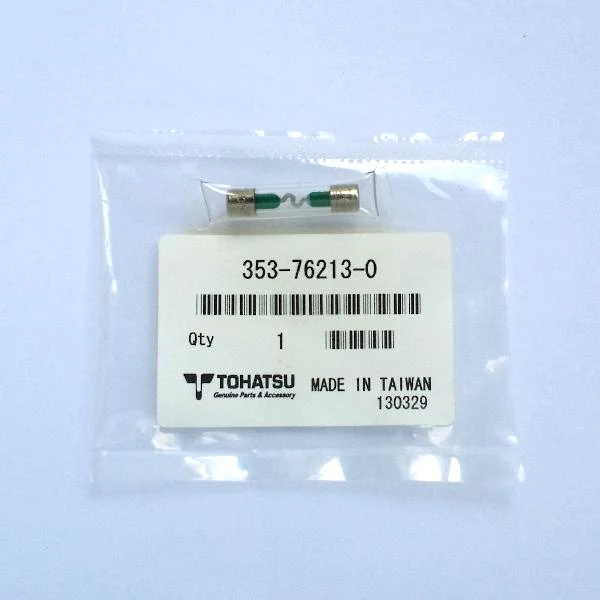 353-76213-0
Qty 1
TOHATSU MADE IN TAIWAN
Genuine Parts & Accessory
130329